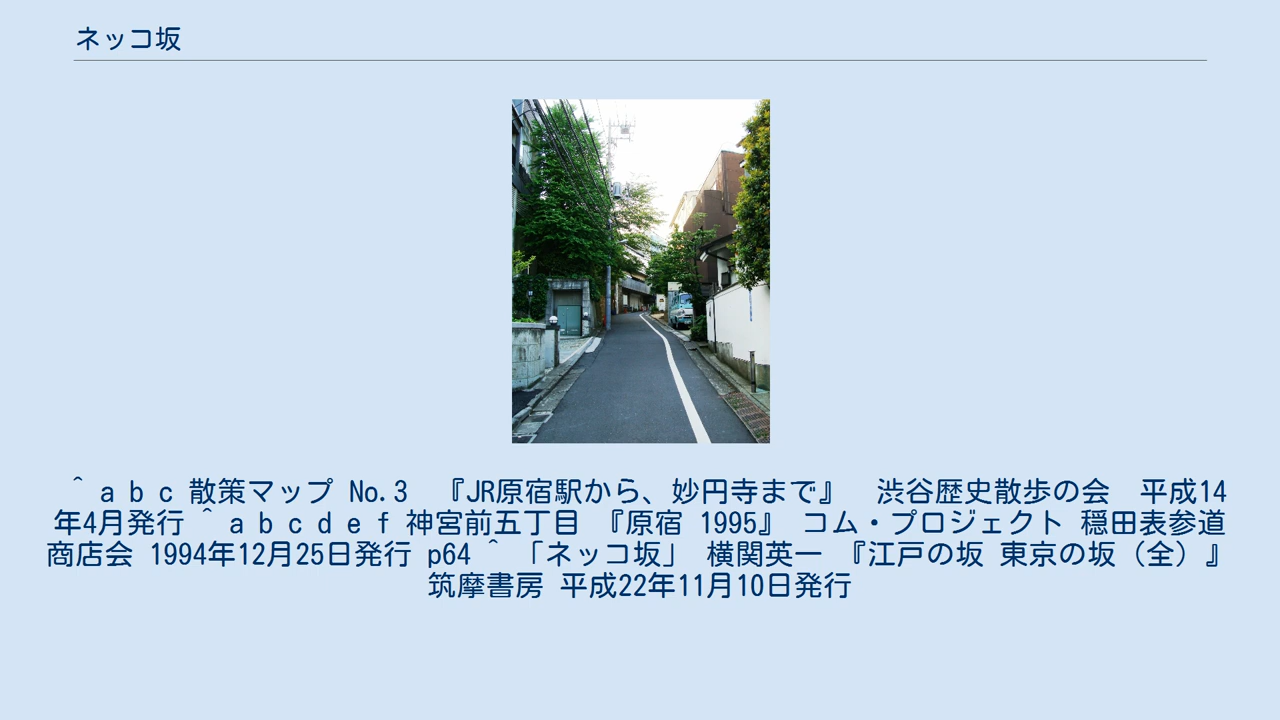 ネッコ坂
^ a b c 散策マップ No.3　『JR原宿駅から、妙円寺まで』　渋谷歴史散歩の会　平成14
年4月発行 ^ a b c d e f 神宮前五丁目 『原宿 1995』 コム・プロジェクト 穏田表参道
商店会 1994年12月25日発行 p64 ^ 「ネッコ坂」 横関英一 『江戸の坂 東京の坂（全）』
筑摩書房 平成22年11月10日発行